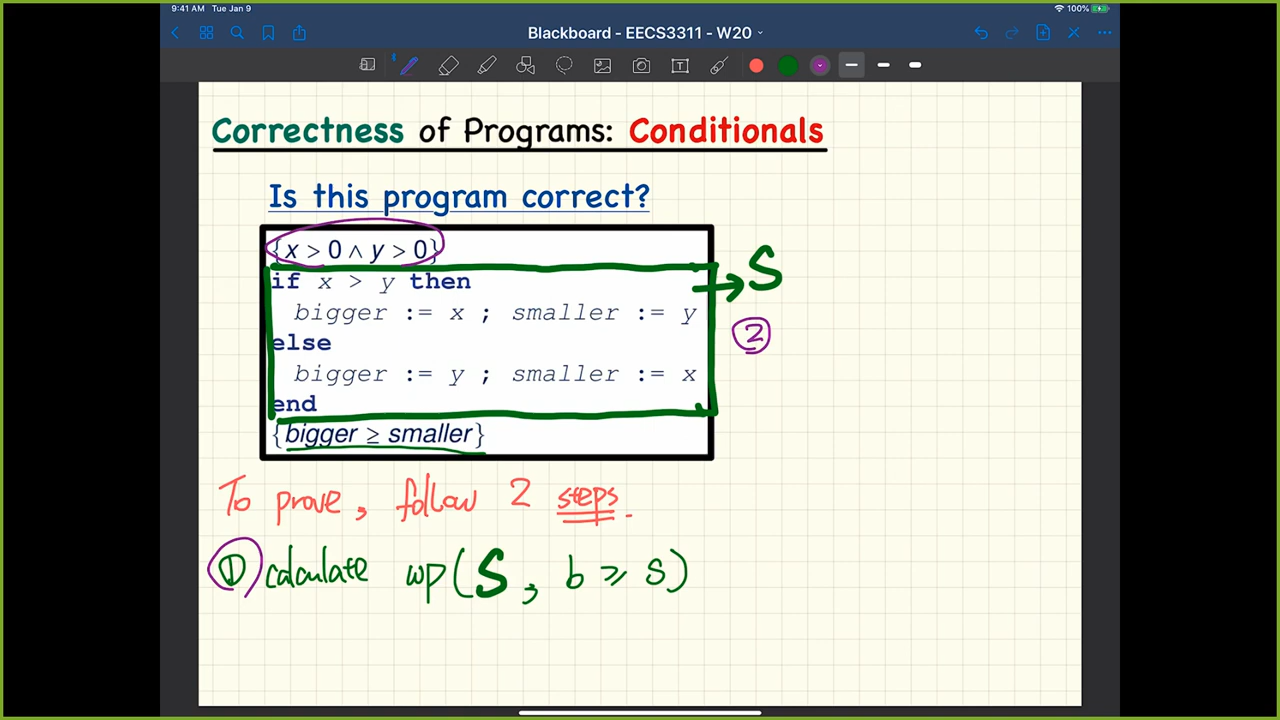 9:41 AM Tue Jan 9
100%
Blackboard - EECS3311 - W20
Correctness of Programs: Conditionals
Is this program correct?
{x > 0 ∧ y > 0}
if x > y then
bigger := x ; smaller := y
else
bigger := y ; smaller := x
end
{bigger ≥ smaller}
→ S
②
To prove, follow 2 steps.
① calculate wp(S, b ≥ s)